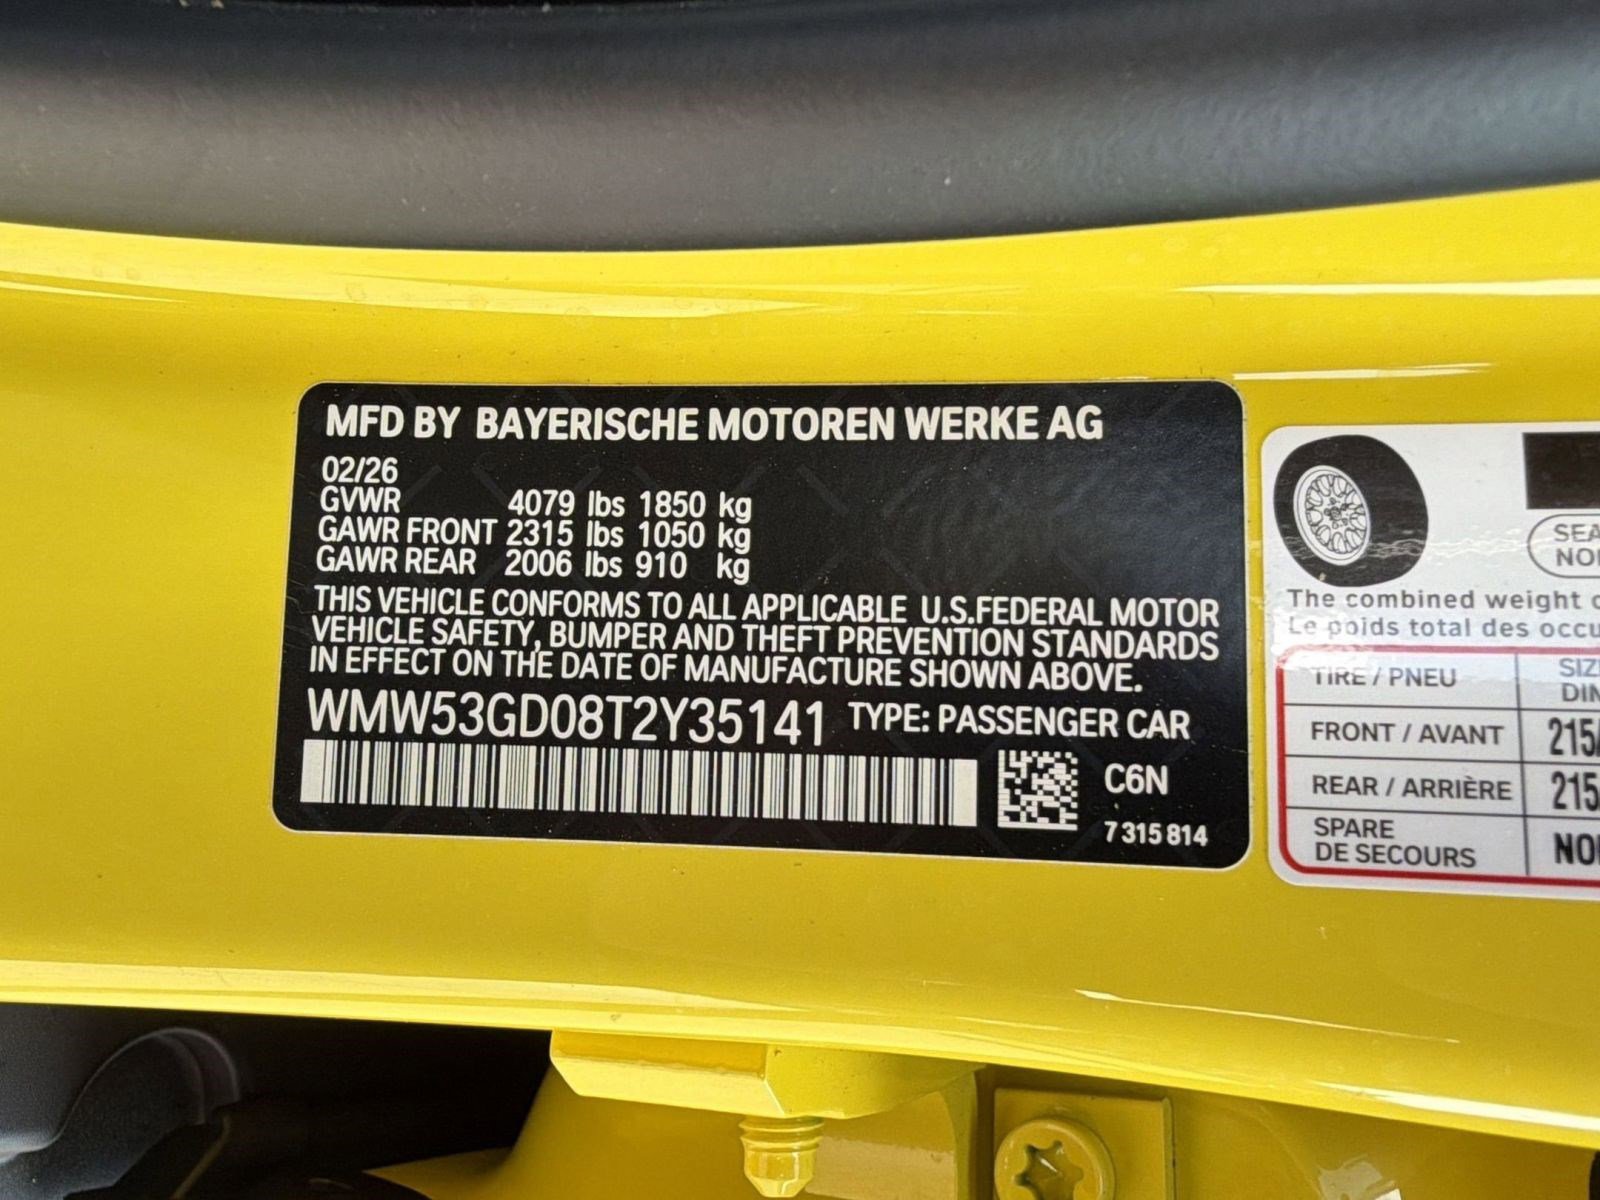 MFD BY BAYERISCHE MOTOREN WERKE AG
02/26
GVWR 4079 lbs 1850 kg
GAWR FRONT 2315 lbs 1050 kg
GAWR REAR 2006 lbs 910 kg
THIS VEHICLE CONFORMS TO ALL APPLICABLE U.S.FEDERAL MOTOR
VEHICLE SAFETY, BUMPER AND THEFT PREVENTION STANDARDS
IN EFFECT ON THE DATE OF MANUFACTURE SHOWN ABOVE.
WMW53GD08T2Y35141 TYPE: PASSENGER CAR
C6N
7 315 814
The combined weight
Le poids total des
TIRE / PNEU
FRONT / AVANT 215/
REAR / ARRIÈRE 215
SPARE
DE SECOURS